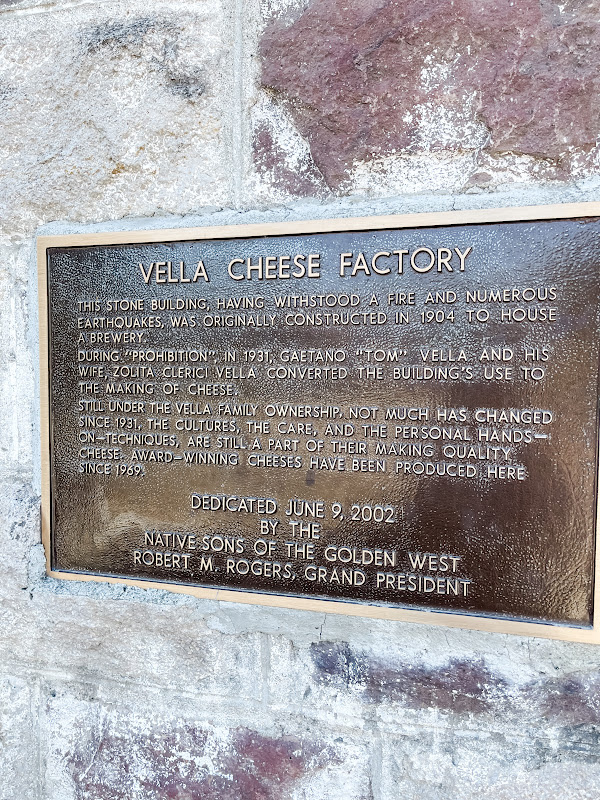 VELLA CHEESE FACTORY
THIS STONE BUILDING, HAVING WITHSTOOD A FIRE AND NUMEROUS
EARTHQUAKES, WAS ORIGINALLY CONSTRUCTED IN 1904 TO HOUSE
A BREWERY.
DURING "PROHIBITION", IN 1931, GAETANO "TOM" VELLA AND HIS
WIFE, ZOLITA CLERICI VELLA CONVERTED THE BUILDING'S USE TO
THE MAKING OF CHEESE.
STILL UNDER THE VELLA FAMILY OWNERSHIP, NOT MUCH HAS CHANGED
SINCE 1931. THE CULTURES, THE CARE, AND THE PERSONAL HANDS-
ON-TECHNIQUES, ARE STILL A PART OF THEIR MAKING QUALITY
CHEESE. AWARD-WINNING CHEESES HAVE BEEN PRODUCED HERE
SINCE 1969.
DEDICATED JUNE 9, 2002
BY THE
NATIVE SONS OF THE GOLDEN WEST
ROBERT M. ROGERS, GRAND PRESIDENT